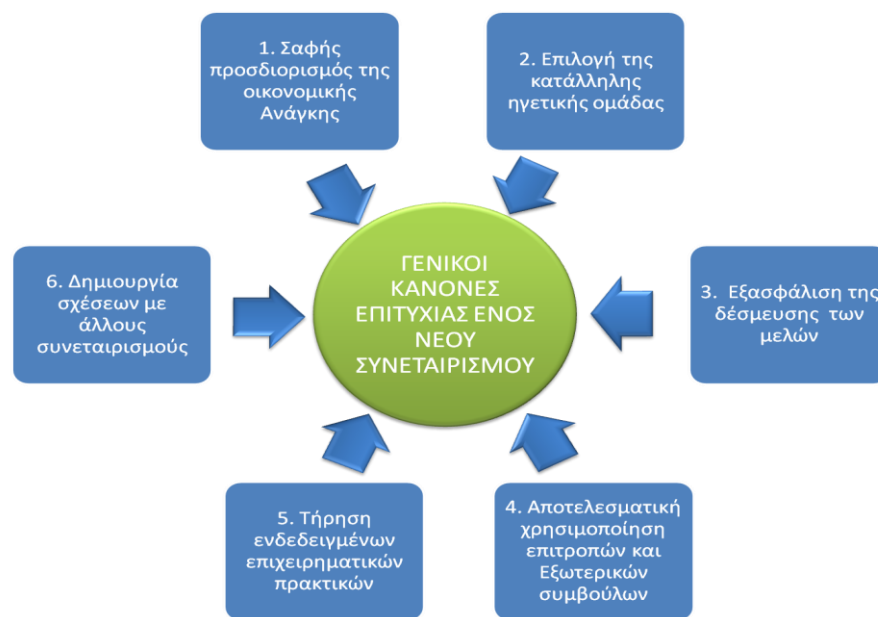 1. Σαφής
προσδιορισμός της
οικονομικής
Ανάγκης
2. Επιλογή της
κατάλληλης
ηγετικής ομάδας
ΓΕΝΙΚΟΙ
ΚΑΝΟΝΕΣ
ΕΠΙΤΥΧΙΑΣ ΕΝΟΣ
ΝΕΟΥ
ΣΥΝΕΤΑΙΡΙΣΜΟΥ
3. Εξασφάλιση της
δέσμευσης των
μελών
4. Αποτελεσματική
χρησιμοποίηση
επιτροπών και
Εξωτερικών
συμβούλων
5. Τήρηση
ενδεδειγμένων
επιχειρηματικών
πρακτικών
6. Δημιουργία
σχέσεων με
άλλους
συνεταιρισμούς